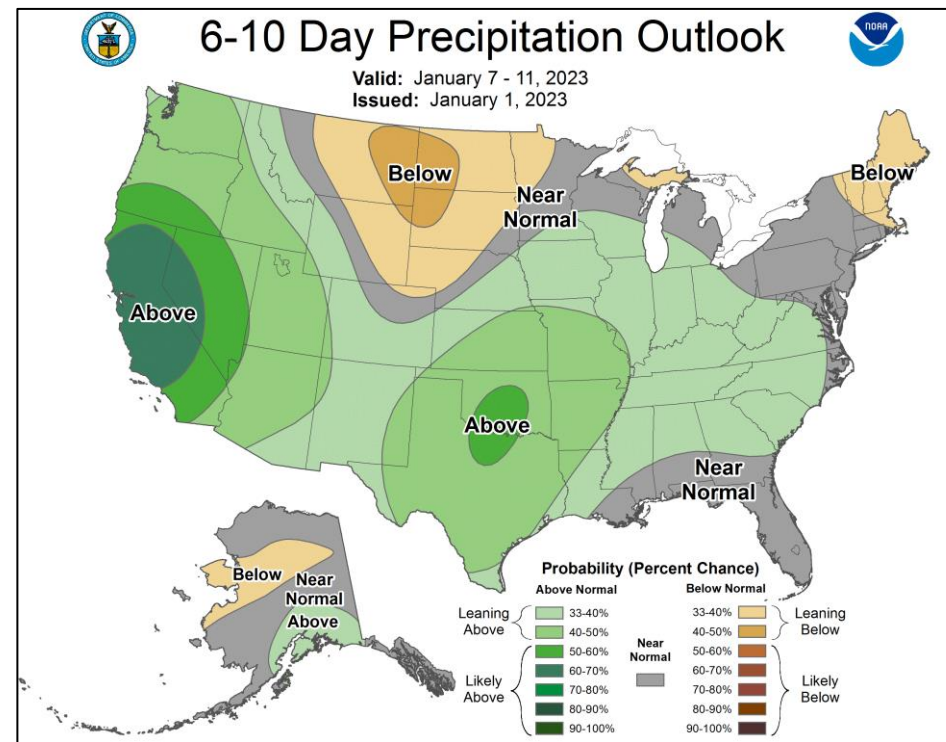 6-10 Day Precipitation Outlook
NOAA
Valid: January 7 - 11, 2023
Issued: January 1, 2023
Below
Near
Normal
Below
Above
Above
Near
Normal
Below
Near
Normal
Above
Probability (Percent Chance)
Above Normal
Below Normal
Leaning
Above
33-40%
40-50%
50-60%
60-70%
70-80%
80-90%
90-100%
Likely
Above
Near
Normal
33-40%
40-50%
50-60%
60-70%
70-80%
80-90%
90-100%
Leaning
Below
Likely
Below